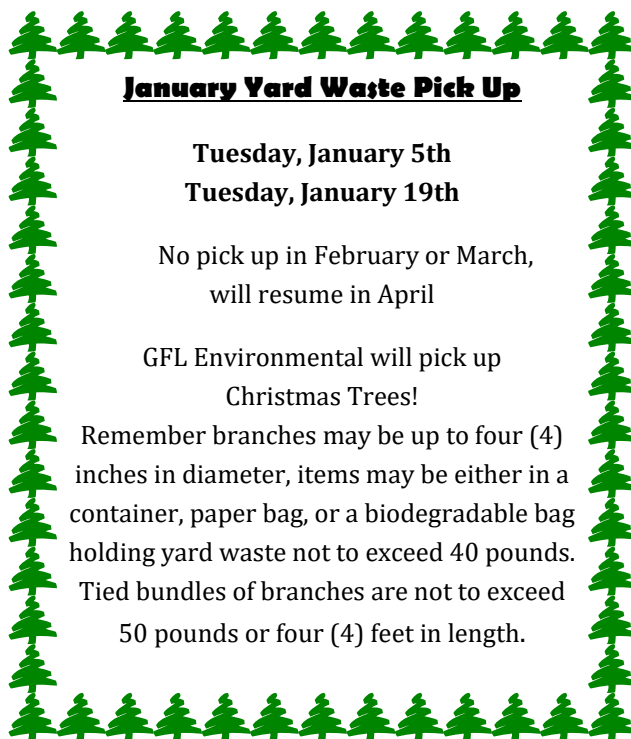 January Yard Waste Pick Up
Tuesday, January 5th
Tuesday, January 19th
No pick up in February or March,
will resume in April
GFL Environmental will pick up
Christmas Trees!
Remember branches may be up to four (4)
inches in diameter, items may be either in a
container, paper bag, or a biodegradable bag
holding yard waste not to exceed 40 pounds.
Tied bundles of branches are not to exceed
50 pounds or four (4) feet in length.